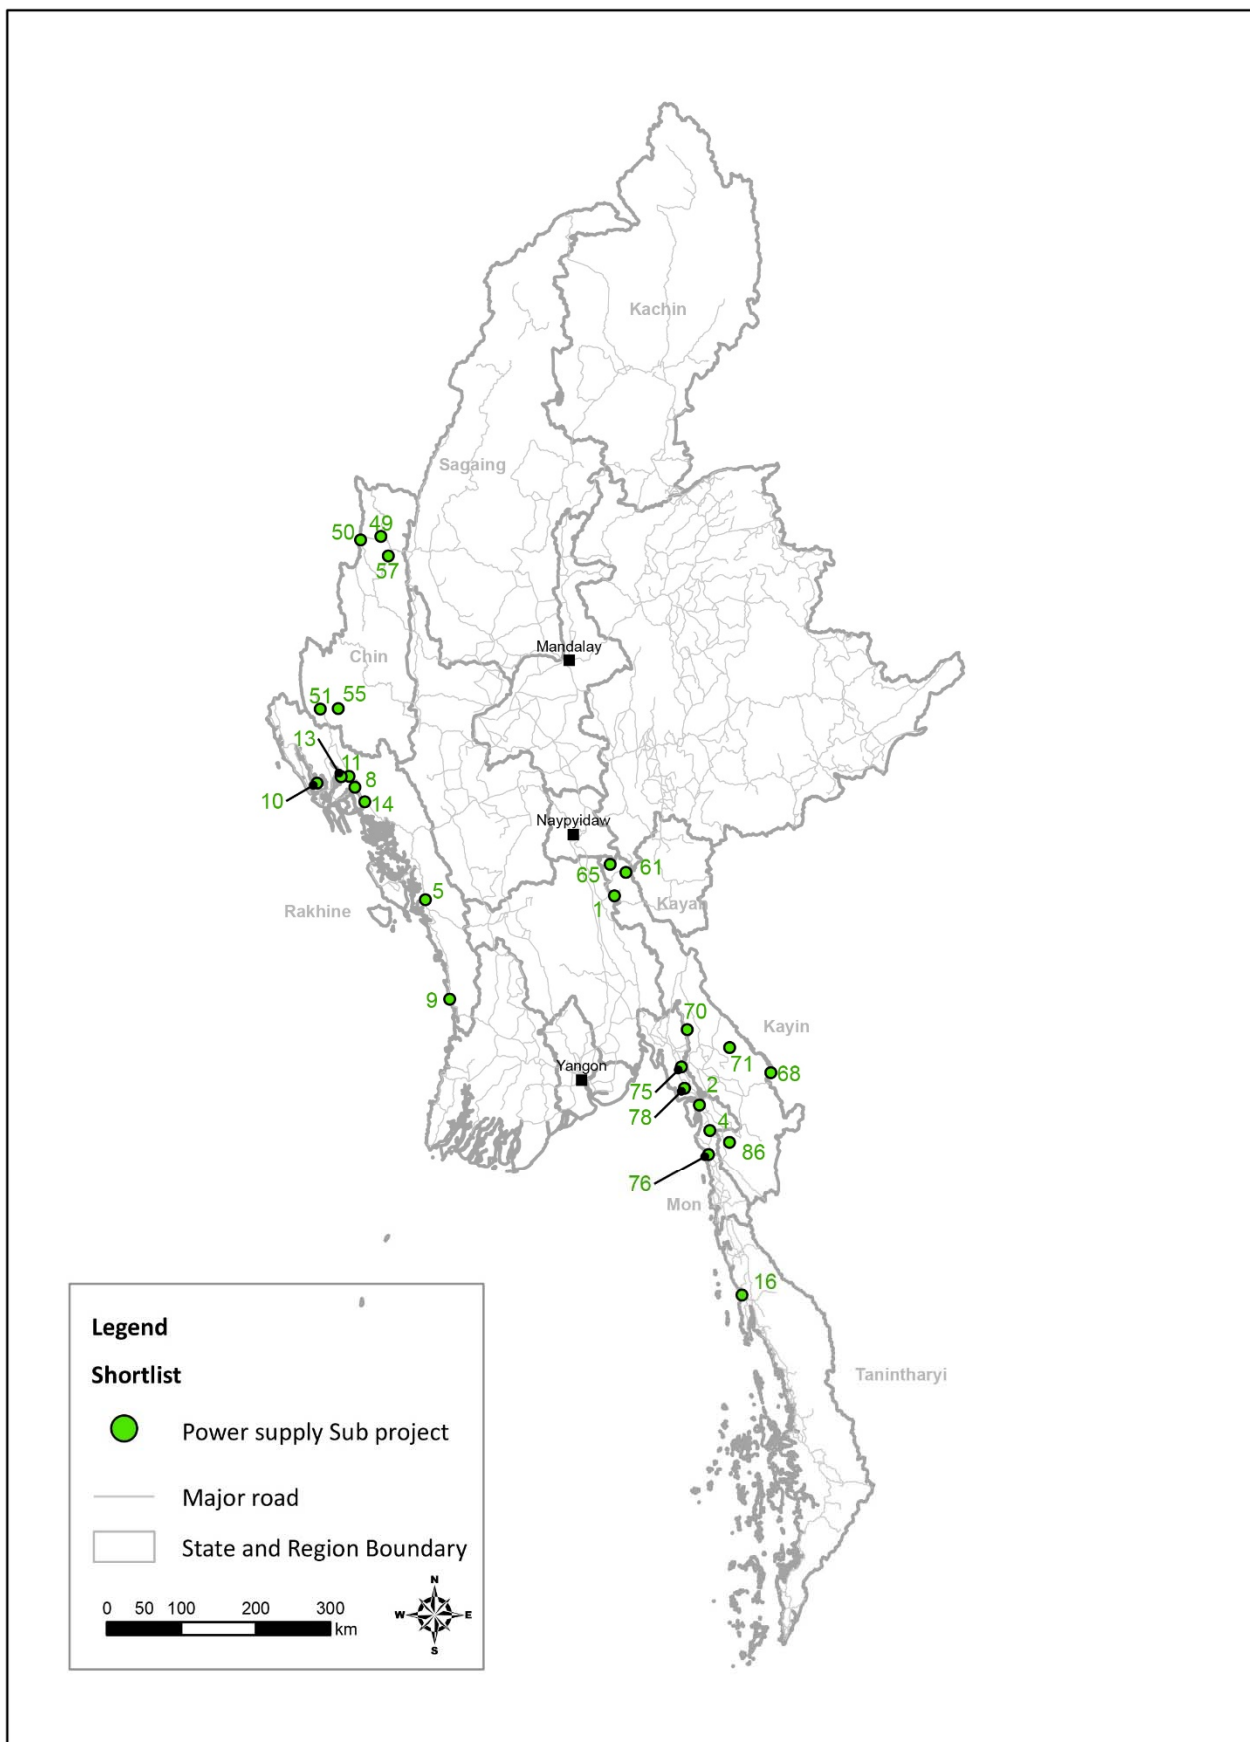 Kachin
Sagaing
50
49
57
Mandalay
Chin
51
55
13
11
8
10
14
Naypyidaw
65
61
5
1
Kayah
Rakhine
9
70
Kayin
71
Yangon
68
75
2
78
4
86
76
Mon
16
Tanintharyi
Legend
Shortlist
Power supply Sub project
Major road
State and Region Boundary
N
0 50 100 200 300
km
W E
S